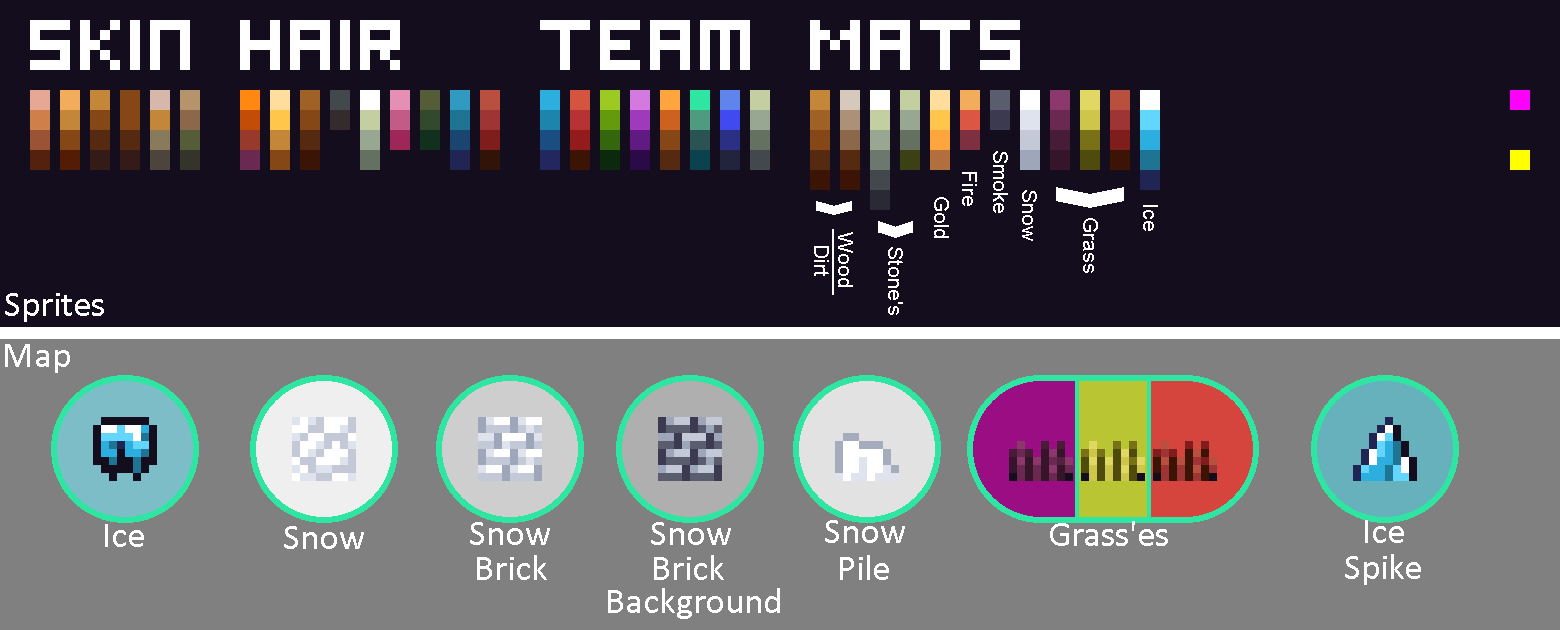 SKIN HAIR TEAM MATS
Wood
Dirt
Stone's
Gold
Fire
Smoke
Snow
Grass
Ice
Sprites
Map
Ice
Snow
Snow
Brick
Snow
Brick
Background
Snow
Pile
Grass'es
Ice
Spike